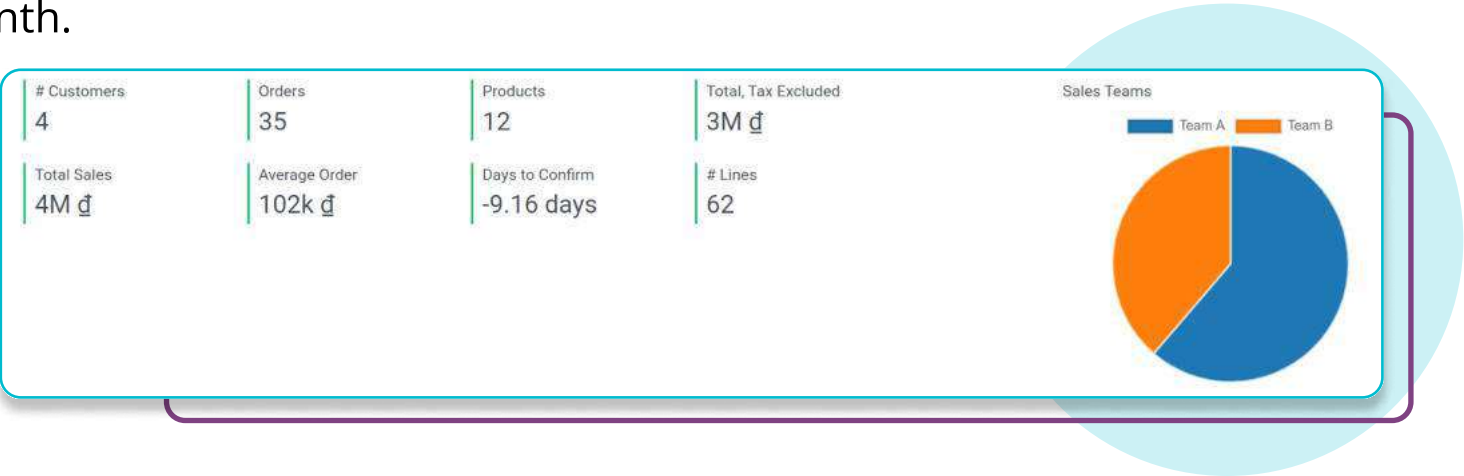 nth.
# Customers
4
Orders
35
Products
12
Total, Tax Excluded
3M ₫
Sales Teams
Team A
Team B
Total Sales
4M ₫
Average Order
102k ₫
Days to Confirm
-9.16 days
# Lines
62